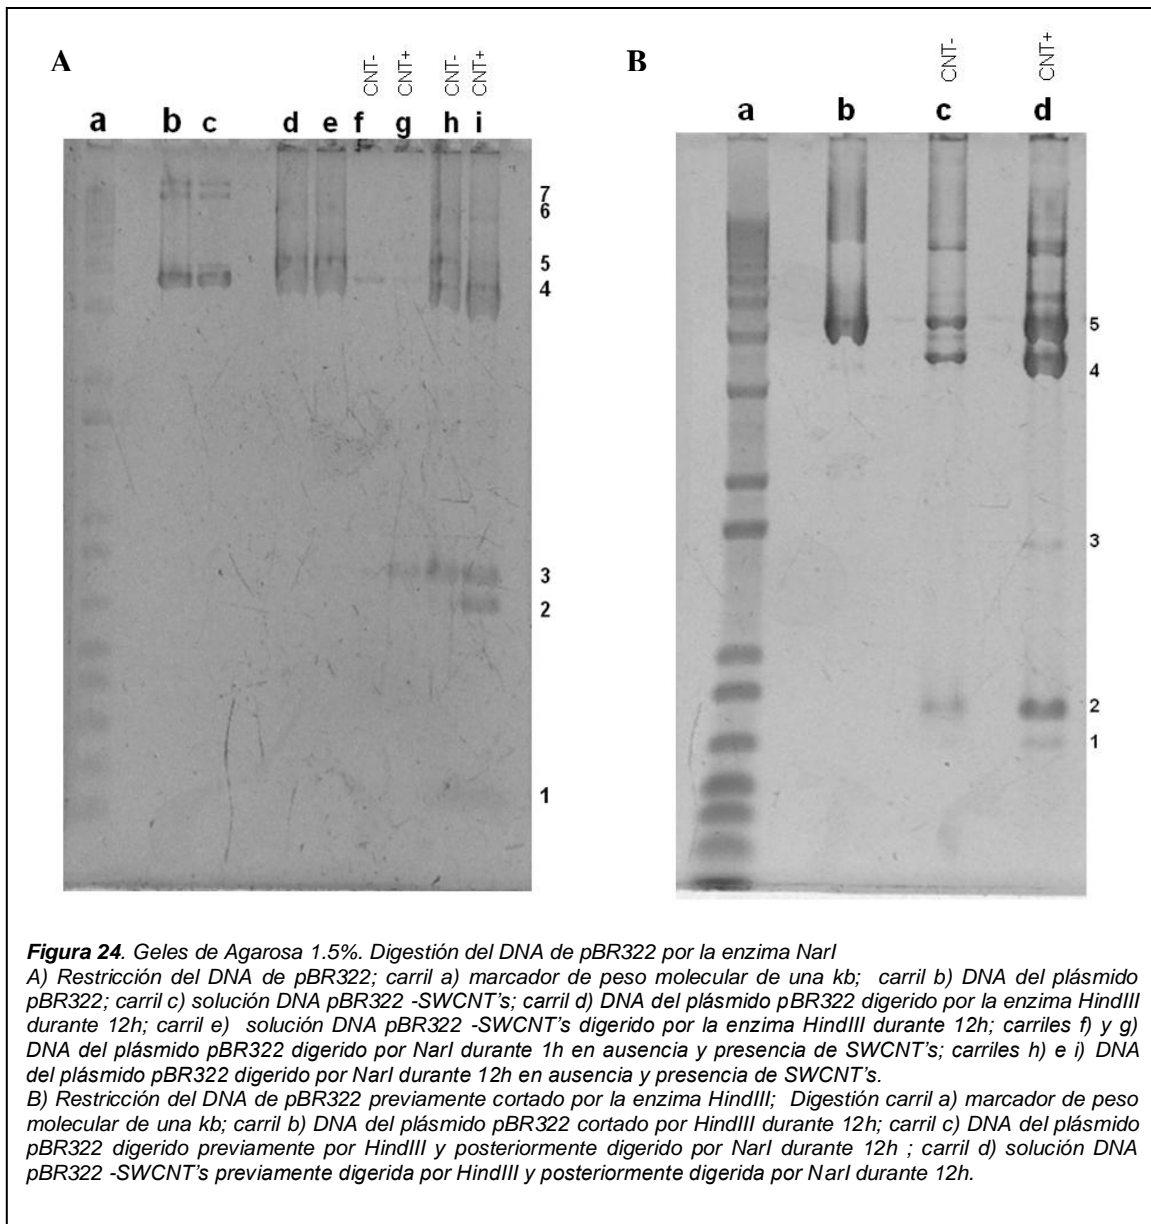 A
CNT- CNT+ CNT- CNT+
a b c d e f g h i
7
6
5
4
3
2
1
B
CNT- CNT+
a b c d
5
4
3
2
1
Figura 24. Geles de Agarosa 1.5%. Digestión del DNA de pBR322 por la enzima NarI
A) Restricción del DNA de pBR322; carril a) marcador de peso molecular de una kb; carril b) DNA del plásmido
pBR322; carril c) solución DNA pBR322 -SWCNT's; carril d) DNA del plásmido pBR322 digerido por la enzima HindIII
durante 12h; carril e) solución DNA pBR322 -SWCNT's digerido por la enzima HindIII durante 12h; carriles f) y g)
DNA del plásmido pBR322 digerido por NarI durante 1h en ausencia y presencia de SWCNT's; carriles h) e i) DNA
del plásmido pBR322 digerido por NarI durante 12h en ausencia y presencia de SWCNT's.
B) Restricción del DNA de pBR322 previamente cortado por la enzima HindIII; Digestión carril a) marcador de peso
molecular de una kb; carril b) DNA del plásmido pBR322 cortado por HindIII durante 12h; carril c) DNA del plásmido
pBR322 digerido previamente por HindIII y posteriormente digerido por NarI durante 12h ; carril d) solución DNA
pBR322 -SWCNT's previamente digerida por HindIII y posteriormente digerida por NarI durante 12h.